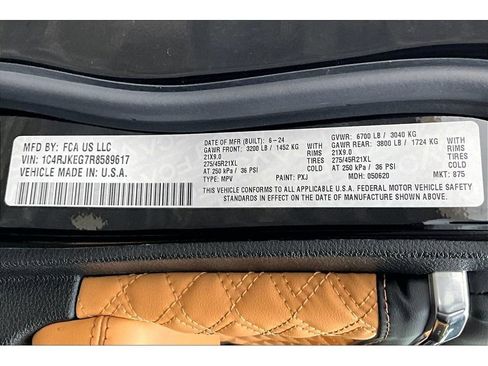 MFD BY: FCA US LLC
VIN: 1C4RJKEG7R8589617
VEHICLE MADE IN U.S.A.
DATE OF MFR (BUILT): 6-24
GAWR FRONT: 3200 LB / 1452 KG
21X9.0 WITH RIMS
275/45R21XL TIRES
AT 250 kPa / 36 PSI COLD
TYPE: MPV PAXJ: PXJ
GVWR: 6700 LB / 3040 KG
GAWR REAR: 3800 LB / 1724 KG
21X9.0 WITH RIMS
275/45R21XL TIRES
AT 250 kPa / 36 PSI COLD
MDH: 050620 MKT: 875
THIS VEHICLE CONFORMS TO ALL APPLICABLE U.S.A. FEDERAL MOTOR VEHICLE SAFETY
STANDARDS IN EFFECT ON THE DATE OF MANUFACTURE SHOWN ABOVE.